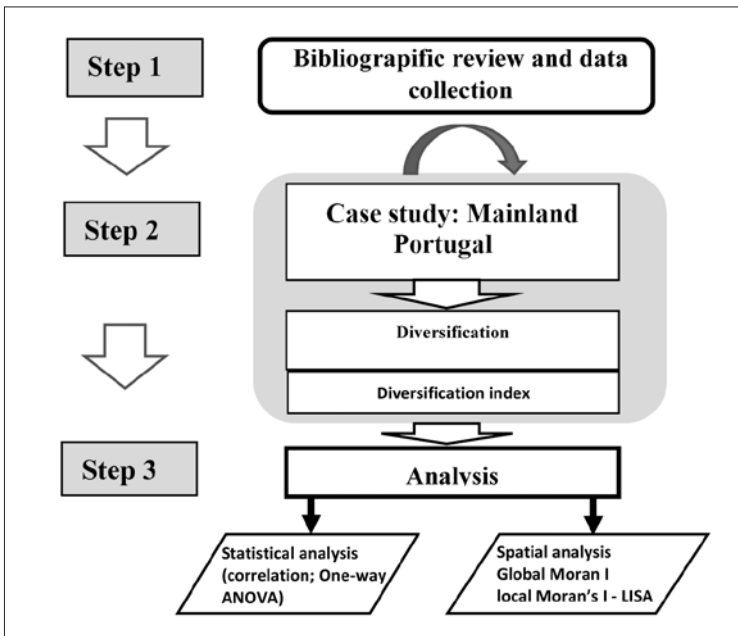 Step 1
Bibliograpific review and data
collection
Step 2
Case study: Mainland
Portugal
Diversification
Diversification index
Step 3
Analysis
Statistical analysis
(correlation; One-way
ANOVA)
Spatial analysis
Global Moran I
local Moran's I - LISA